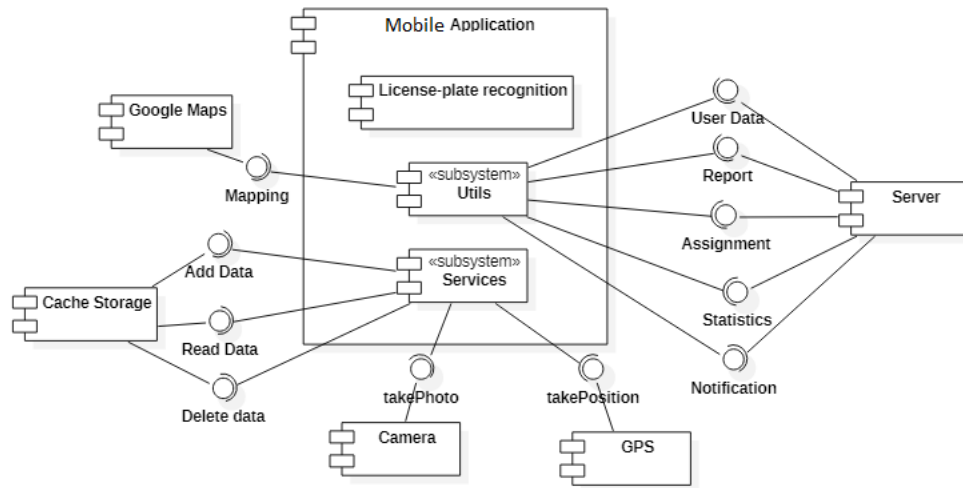 Mobile Application
License-plate recognition
Google Maps
Mapping
«subsystem»
Utils
User Data
Report
Assignment
Statistics
Notification
Server
«subsystem»
Services
Add Data
Read Data
Delete data
Cache Storage
takePhoto
takePosition
Camera
GPS